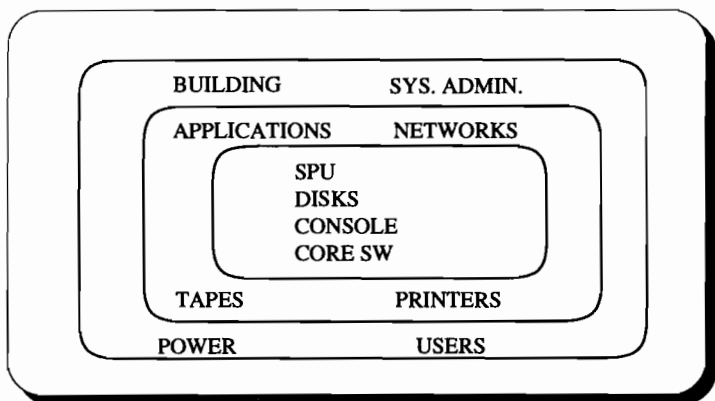 BUILDING SYS. ADMIN.
APPLICATIONS NETWORKS
SPU
DISKS
CONSOLE
CORE SW
TAPES PRINTERS
POWER USERS